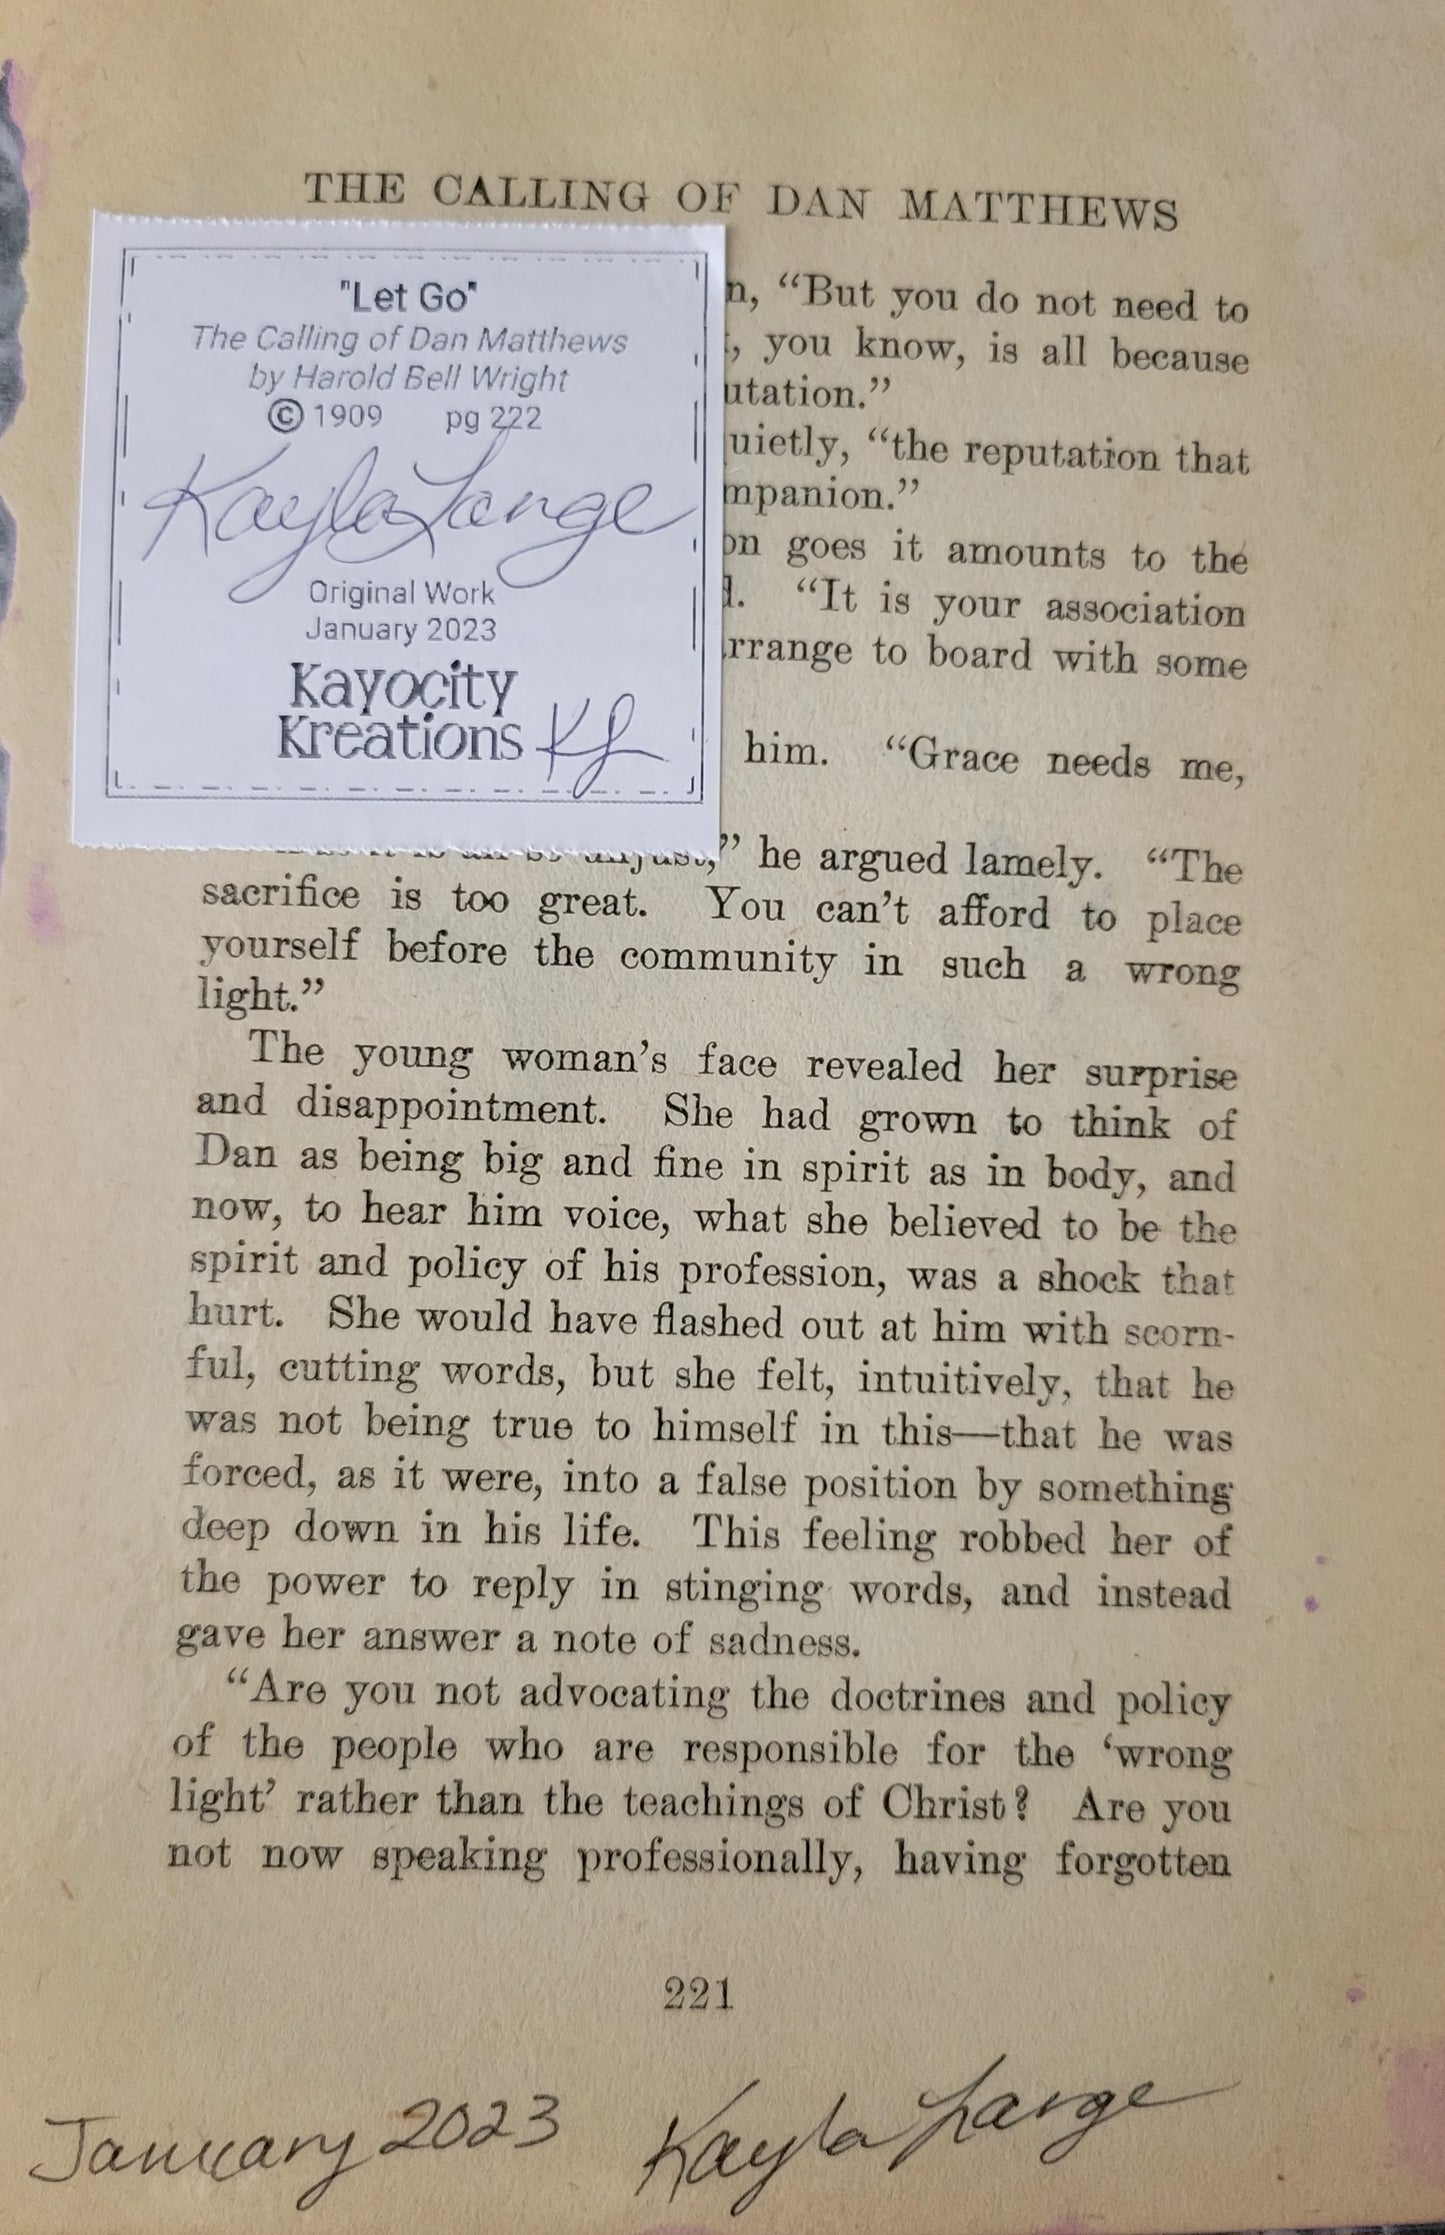 THE CALLING OF DAN MATTHEWS
"Let Go"
The Calling of Dan Matthews
by Harold Bell Wright
© 1909 pg 222
Kayla Lange
Original Work
January 2023
Kayocity
Kreations KL
“But you do not need to
you know, is all because
utation.”
uietly, “the reputation that
mpanion.”
goes it amounts to the
“It is your association
rrange to board with some
him. “Grace needs me,
he argued lamely. “The
sacrifice is too great. You can’t afford to place
yourself before the community in such a wrong
light.”
The young woman’s face revealed her surprise
and disappointment. She had grown to think of
Dan as being big and fine in spirit as in body, and
now, to hear him voice, what she believed to be the
spirit and policy of his profession, was a shock that
hurt. She would have flashed out at him with scorn-
ful, cutting words, but she felt, intuitively, that he
was not being true to himself in this—that he was
forced, as it were, into a false position by something
deep down in his life. This feeling robbed her of
the power to reply in stinging words, and instead
gave her answer a note of sadness.
“Are you not advocating the doctrines and policy
of the people who are responsible for the ‘wrong
light’ rather than the teachings of Christ? Are you
not now speaking professionally, having forgotten
221
January 2023 Kayla Lange